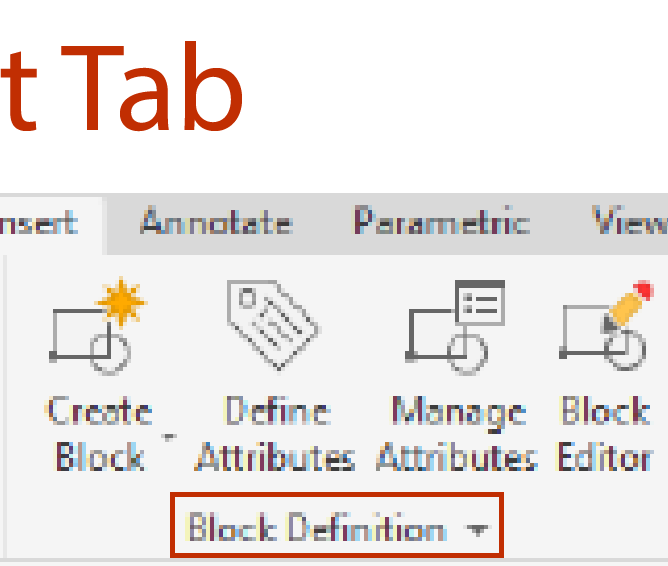 t Tab
nsert Annotate Parametric View
Create Define Manage Block
Block Attributes Attributes Editor
Block Definition